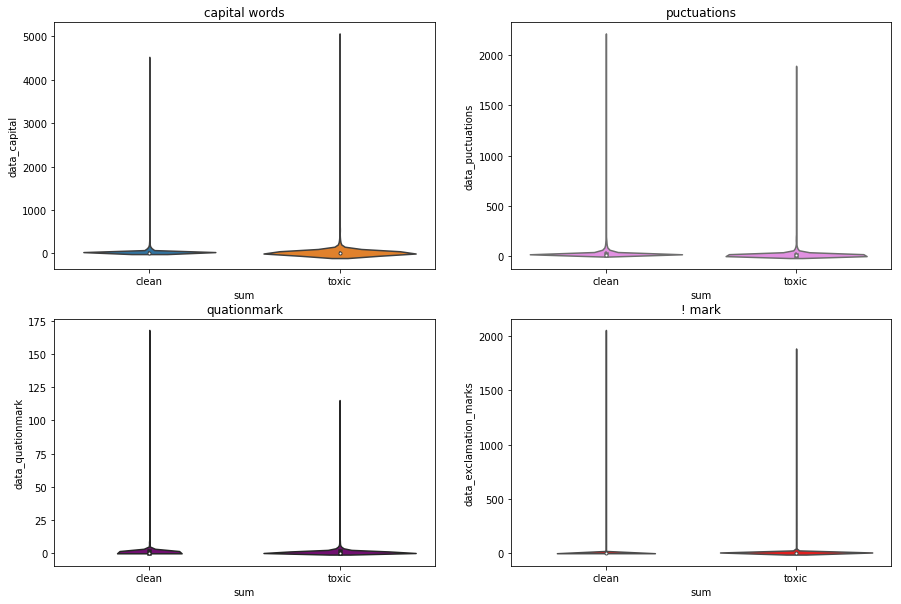 capital words
5000
4000
3000
2000
1000
0
data_capital
clean
toxic
sum
puctuations
2000
1500
1000
500
0
data_puctuations
clean
toxic
sum
quationmark
175
150
125
100
75
50
25
0
data_quationmark
clean
toxic
sum
! mark
2000
1500
1000
500
0
data_exclamation_marks
clean
toxic
sum